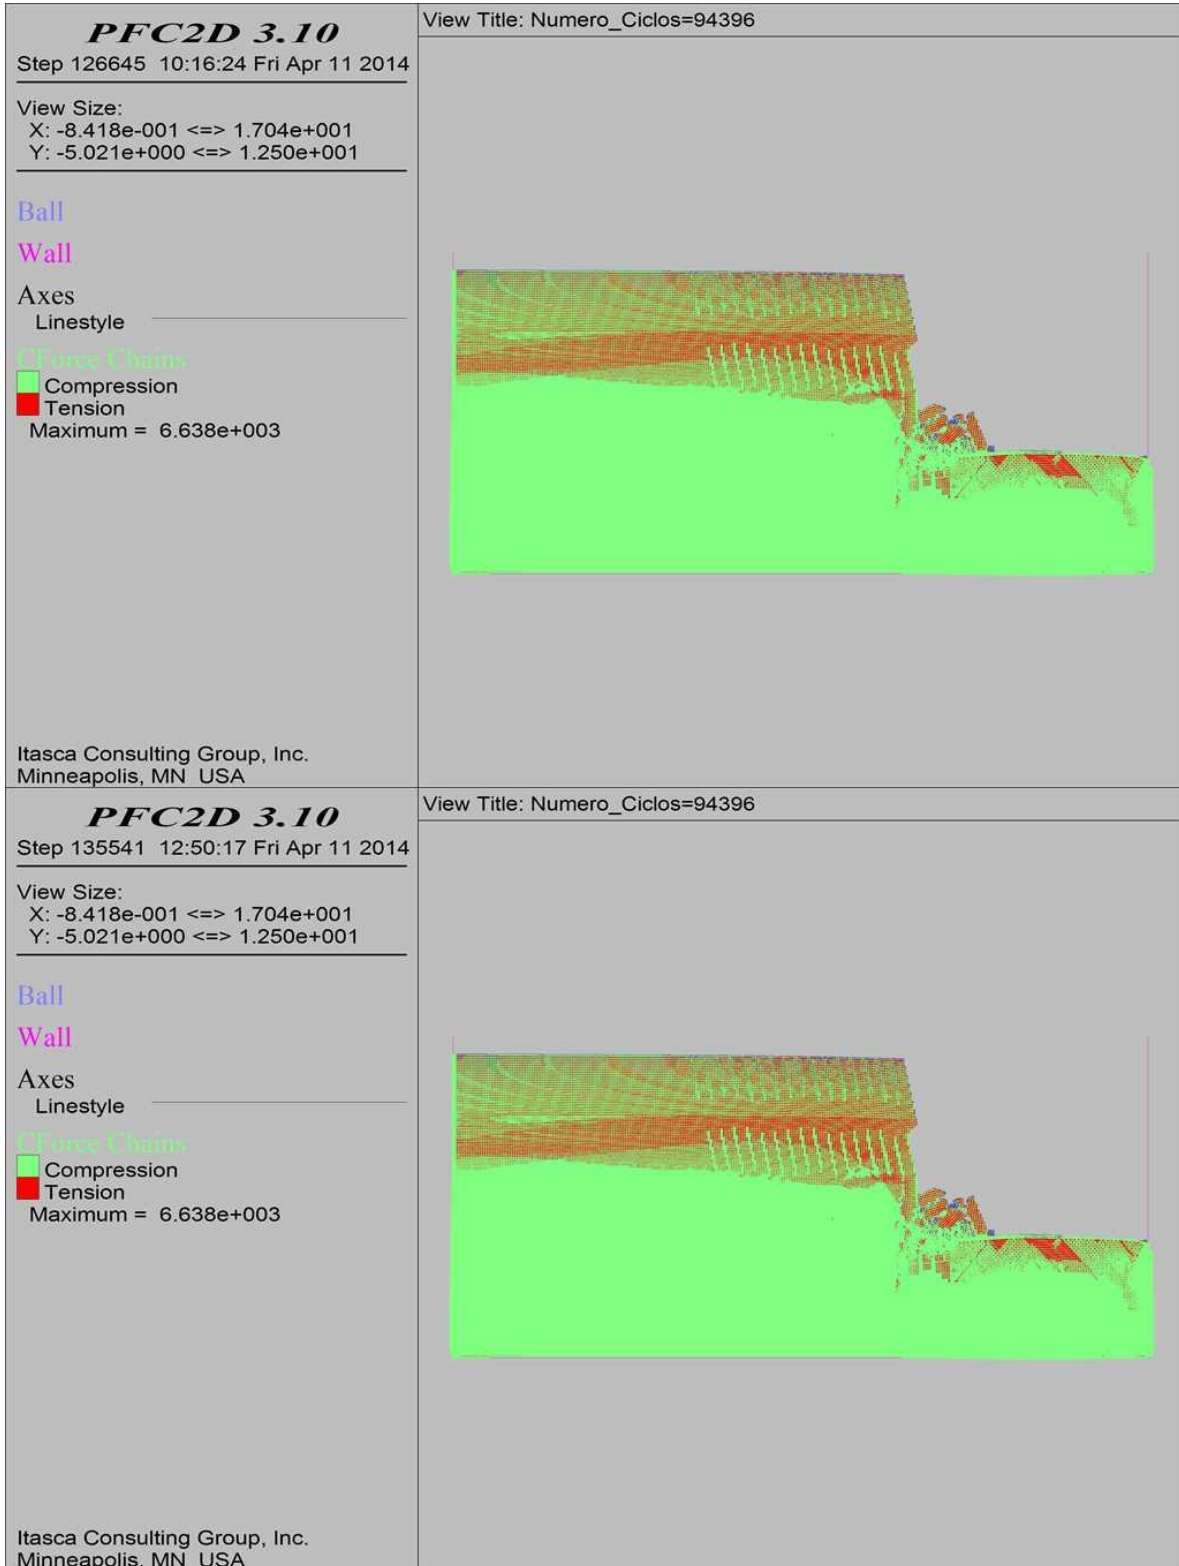 PFC2D 3.10
Step 126645 10:16:24 Fri Apr 11 2014
View Size:
X: -8.418e-001 <=> 1.704e+001
Y: -5.021e+000 <=> 1.250e+001
Ball
Wall
Axes
Linestyle
CForce Chains
Compression
Tension
Maximum = 6.638e+003
Itasca Consulting Group, Inc.
Minneapolis, MN USA
View Title: Numero_Ciclos=94396
PFC2D 3.10
Step 135541 12:50:17 Fri Apr 11 2014
View Size:
X: -8.418e-001 <=> 1.704e+001
Y: -5.021e+000 <=> 1.250e+001
Ball
Wall
Axes
Linestyle
CForce Chains
Compression
Tension
Maximum = 6.638e+003
Itasca Consulting Group, Inc.
Minneapolis, MN USA
View Title: Numero_Ciclos=94396